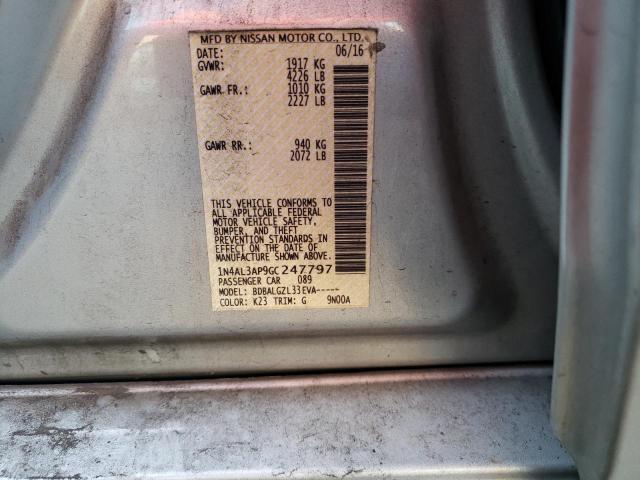 MFD BY NISSAN MOTOR CO., LTD.
DATE: 06/16
GVWR: 1917 KG
4226 LB
GAWR FR.: 1010 KG
2227 LB
GAWR RR.: 940 KG
2072 LB
THIS VEHICLE CONFORMS TO
ALL APPLICABLE FEDERAL
MOTOR VEHICLE SAFETY,
BUMPER, AND THEFT
PREVENTION STANDARDS IN
EFFECT ON THE DATE OF
MANUFACTURE SHOWN ABOVE.
1N4AL3AP9GC247797
PASSENGER CAR 089
MODEL: BDBALGZL33EVA-----
COLOR: K23 TRIM: G 9N00A